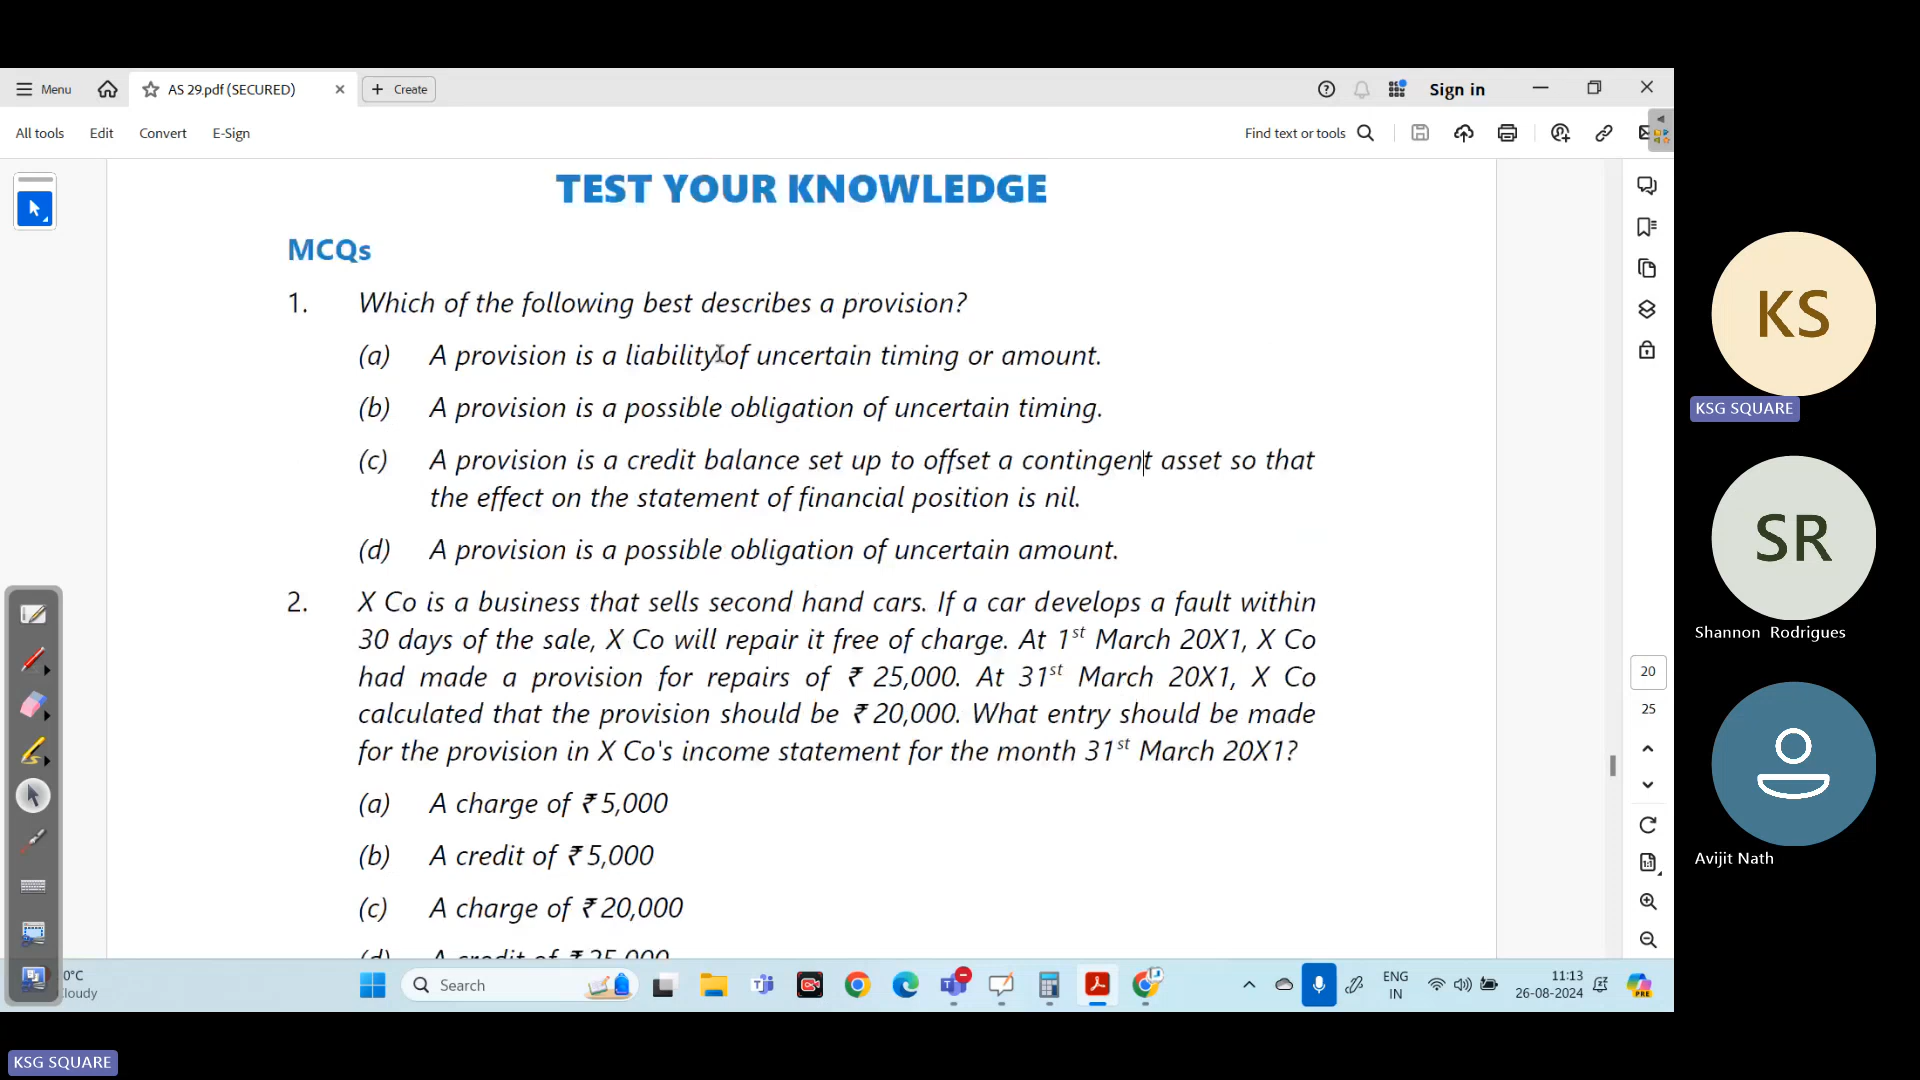 Menu
AS 29.pdf (SECURED)
Create
Sign in
All tools
Edit
Convert
E-Sign
Find text or tools
TEST YOUR KNOWLEDGE
MCQs
1. Which of the following best describes a provision?
(a) A provision is a liability of uncertain timing or amount.
(b) A provision is a possible obligation of uncertain timing.
(c) A provision is a credit balance set up to offset a contingent asset so that
the effect on the statement of financial position is nil.
(d) A provision is a possible obligation of uncertain amount.
2. X Co is a business that sells second hand cars. If a car develops a fault within
30 days of the sale, X Co will repair it free of charge. At 1st March 20X1, X Co
had made a provision for repairs of ₹ 25,000. At 31st March 20X1, X Co
calculated that the provision should be ₹ 20,000. What entry should be made
for the provision in X Co's income statement for the month 31st March 20X1?
(a) A charge of ₹ 5,000
(b) A credit of ₹ 5,000
(c) A charge of ₹ 20,000
(d) A credit of ₹ 25,000
20
25
KS
KSG SQUARE
SR
Shannon Rodrigues
Avijit Nath
0°C
Cloudy
Search
ENG
IN
11:13
26-08-2024
PRE
KSG SQUARE